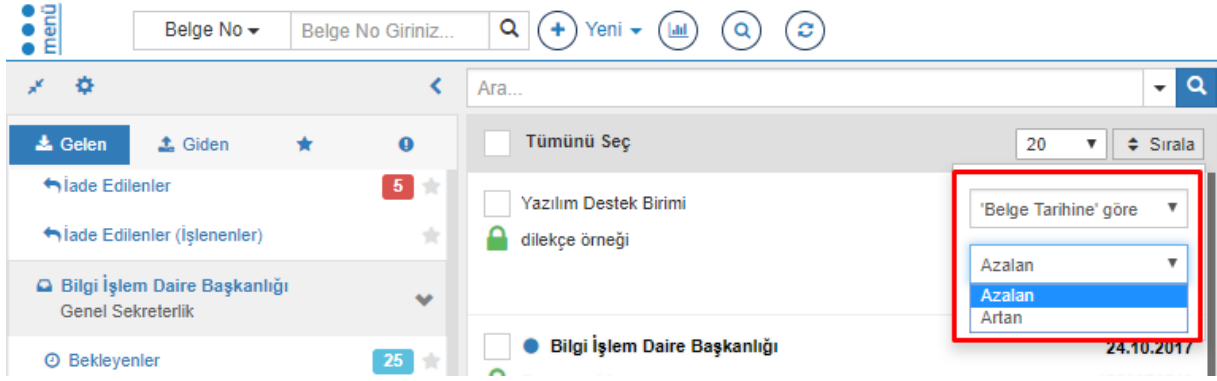 menü
Belge No
Belge No Giriniz...
Yeni
Ara...
Gelen
Giden
Tümünü Seç
20
Sırala
İade Edilenler
5
İade Edilenler (İşlenenler)
Yazılım Destek Birimi
dilekçe örneği
'Belge Tarihine' göre
Azalan
Azalan
Artan
Bilgi İşlem Daire Başkanlığı
Genel Sekreterlik
Bekleyenler
25
Bilgi İşlem Daire Başkanlığı
24.10.2017